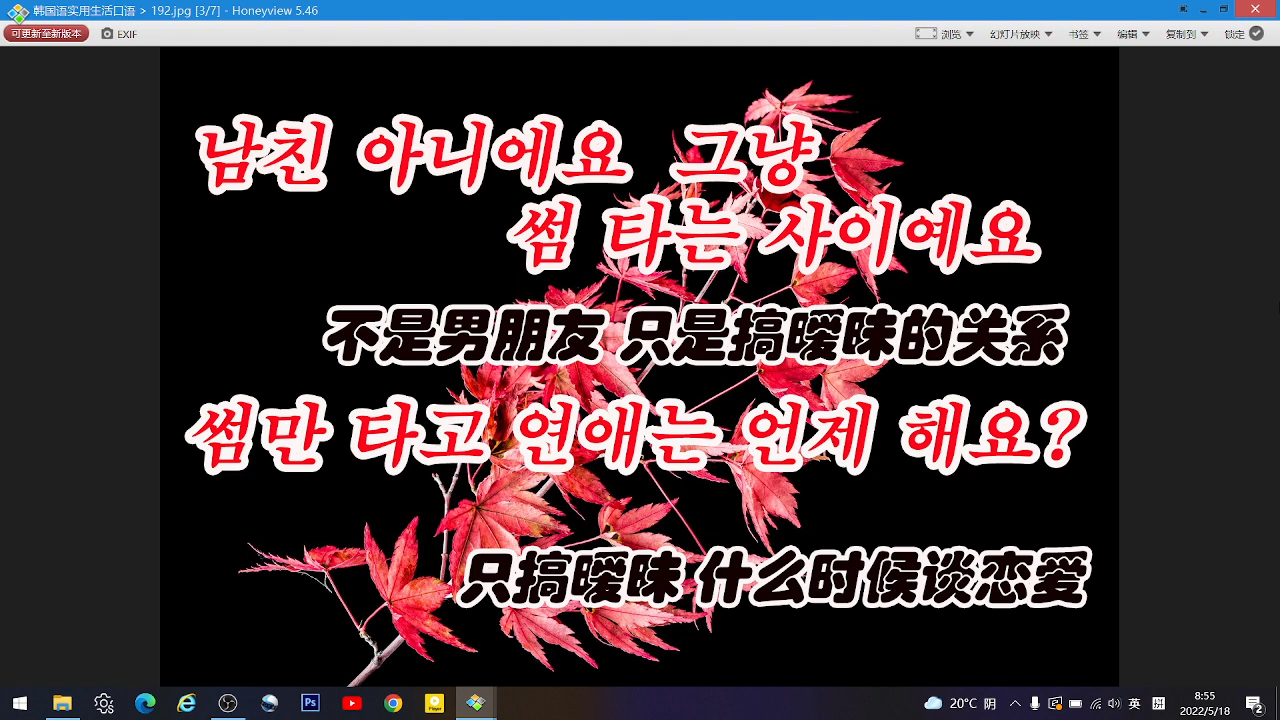 韩国语实用生活口语 > 192.jpg [3/7] - Honeyview 5.46
可更新至新版本 EXIF 浏览 幻灯片放映 书签 编辑 复制到 锁定
남친 아니에요 그냥
썸 타는 사이예요
不是男朋友 只是搞暧昧的关系
썸만 타고 연애는 언제 해요?
只搞暧昧 什么时候谈恋爱
Ps Player 20°C 阴 英 拼 8:55
2022/5/18 2